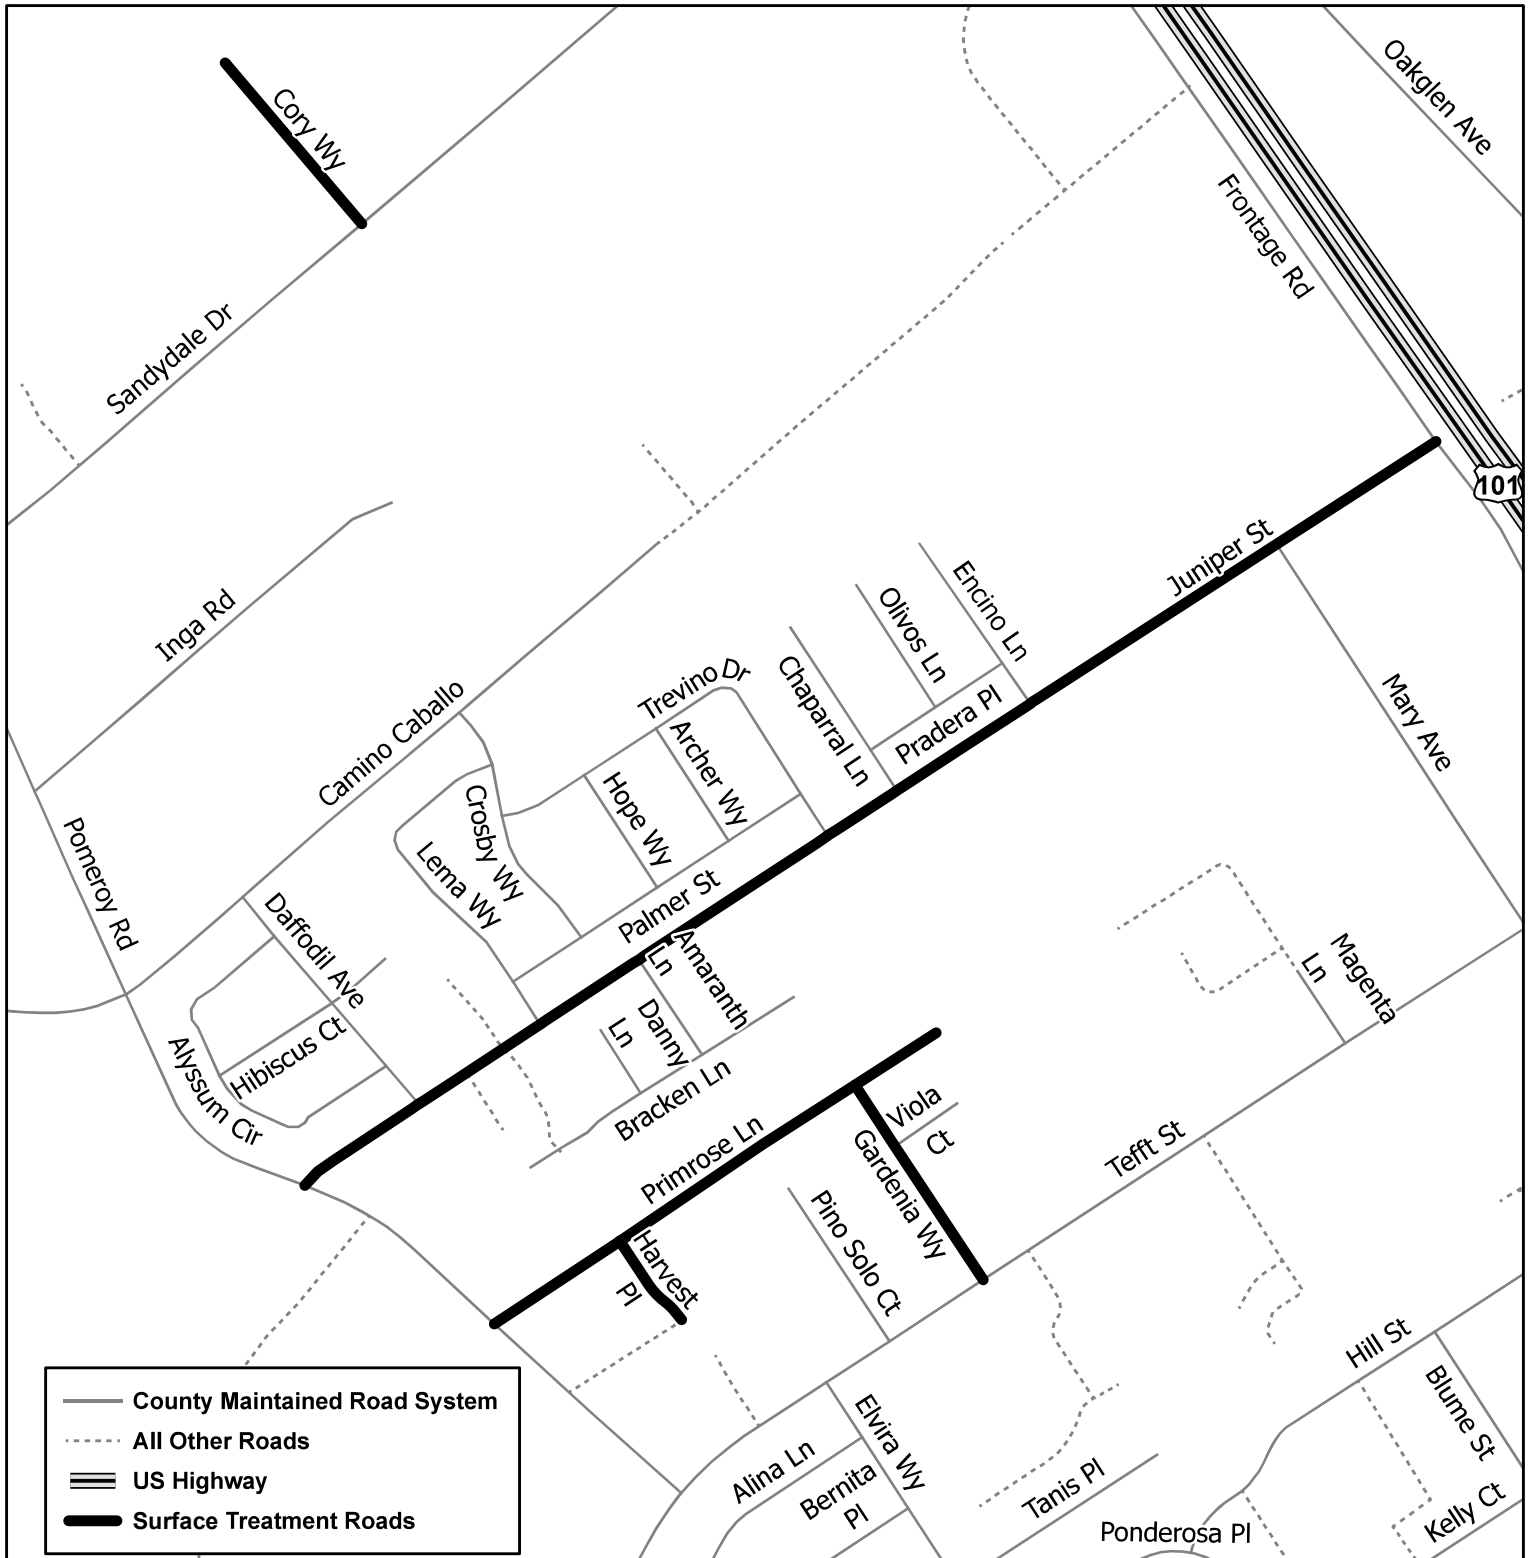 Oakglen Ave
Cory Wy
Frontage Rd
Sandydale Dr
101
Juniper St
Encino Ln
Olivos Ln
Inga Rd
Chaparral Ln
Pradera Pl
Trevino Dr
Mary Ave
Camino Caballo
Archer Wy
Hope Wy
Crosby Wy
Lema Wy
Pomeroy Rd
Palmer St
Daffodil Ave
Amaranth
Ln
Magenta
Ln
Danny
Ln
Hibiscus Ct
Alyssum Cir
Bracken Ln
Viola
Ct
Primrose Ln
Gardenia Wy
Tefft St
Pino Solo Ct
Harvest
Pl
Hill St
Blume St
Elvira Wy
Alina Ln
Bernita
Pl
Tanis Pl
Kelly Ct
Ponderosa Pl
County Maintained Road System
All Other Roads
US Highway
Surface Treatment Roads